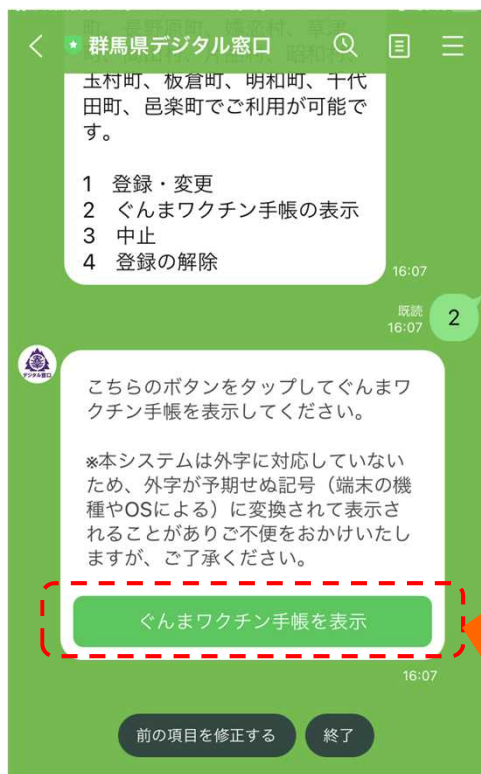 群馬県デジタル窓口
玉村町、板倉町、明和町、千代
田町、邑楽町でご利用が可能で
す。
1 登録・変更
2 ぐんまワクチン手帳の表示
3 中止
4 登録の解除
16:07
既読
16:07
2
デジタル窓口
こちらのボタンをタップしてぐんまワ
クチン手帳を表示してください。
※本システムは外字に対応していない
ため、外字が予期せぬ記号（端末の機
種やOSによる）に変換されて表示さ
れることがありご不便をおかけいたし
ますが、ご了承ください。
ぐんまワクチン手帳を表示
16:07
前の項目を修正する
終了